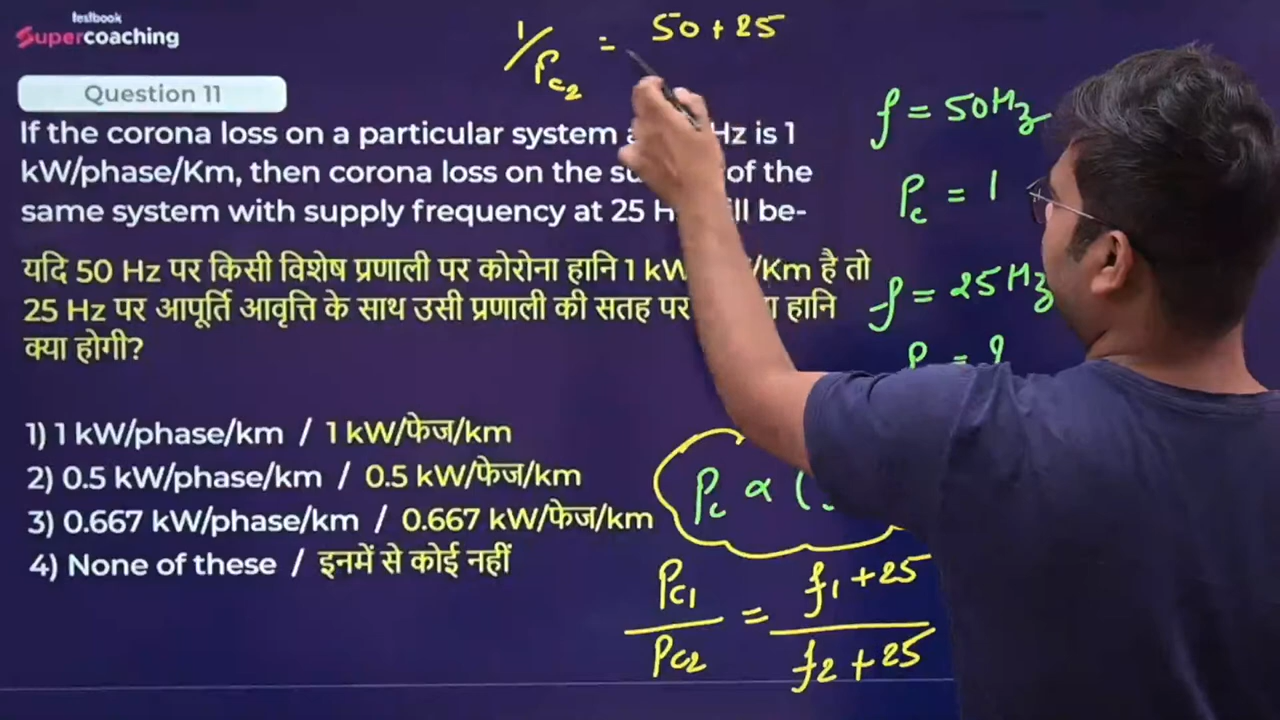 testbook
Supercoaching
Question 11
If the corona loss on a particular system Hz is 1
kW/phase/Km, then corona loss on the of the
same system with supply frequency at 25 be-
यदि 50 Hz पर किसी विशेष प्रणाली पर कोरोना हानि 1 /Km है तो
25 Hz पर आपूर्ति आवृत्ति के साथ उसी प्रणाली की सतह पर हानि
क्या होगी?
1) 1 kW/phase/km / 1 kW/फेज/km
2) 0.5 kW/phase/km / 0.5 kW/फेज/km
3) 0.667 kW/phase/km / 0.667 kW/फेज/km
4) None of these / इनमें से कोई नहीं
1/Pc2 = 50 + 25
f = 50Hz
Pc = 1
f = 25Hz
= ?
Pc ∝ (
Pc1/Pc2 = f1 + 25/f2 + 25